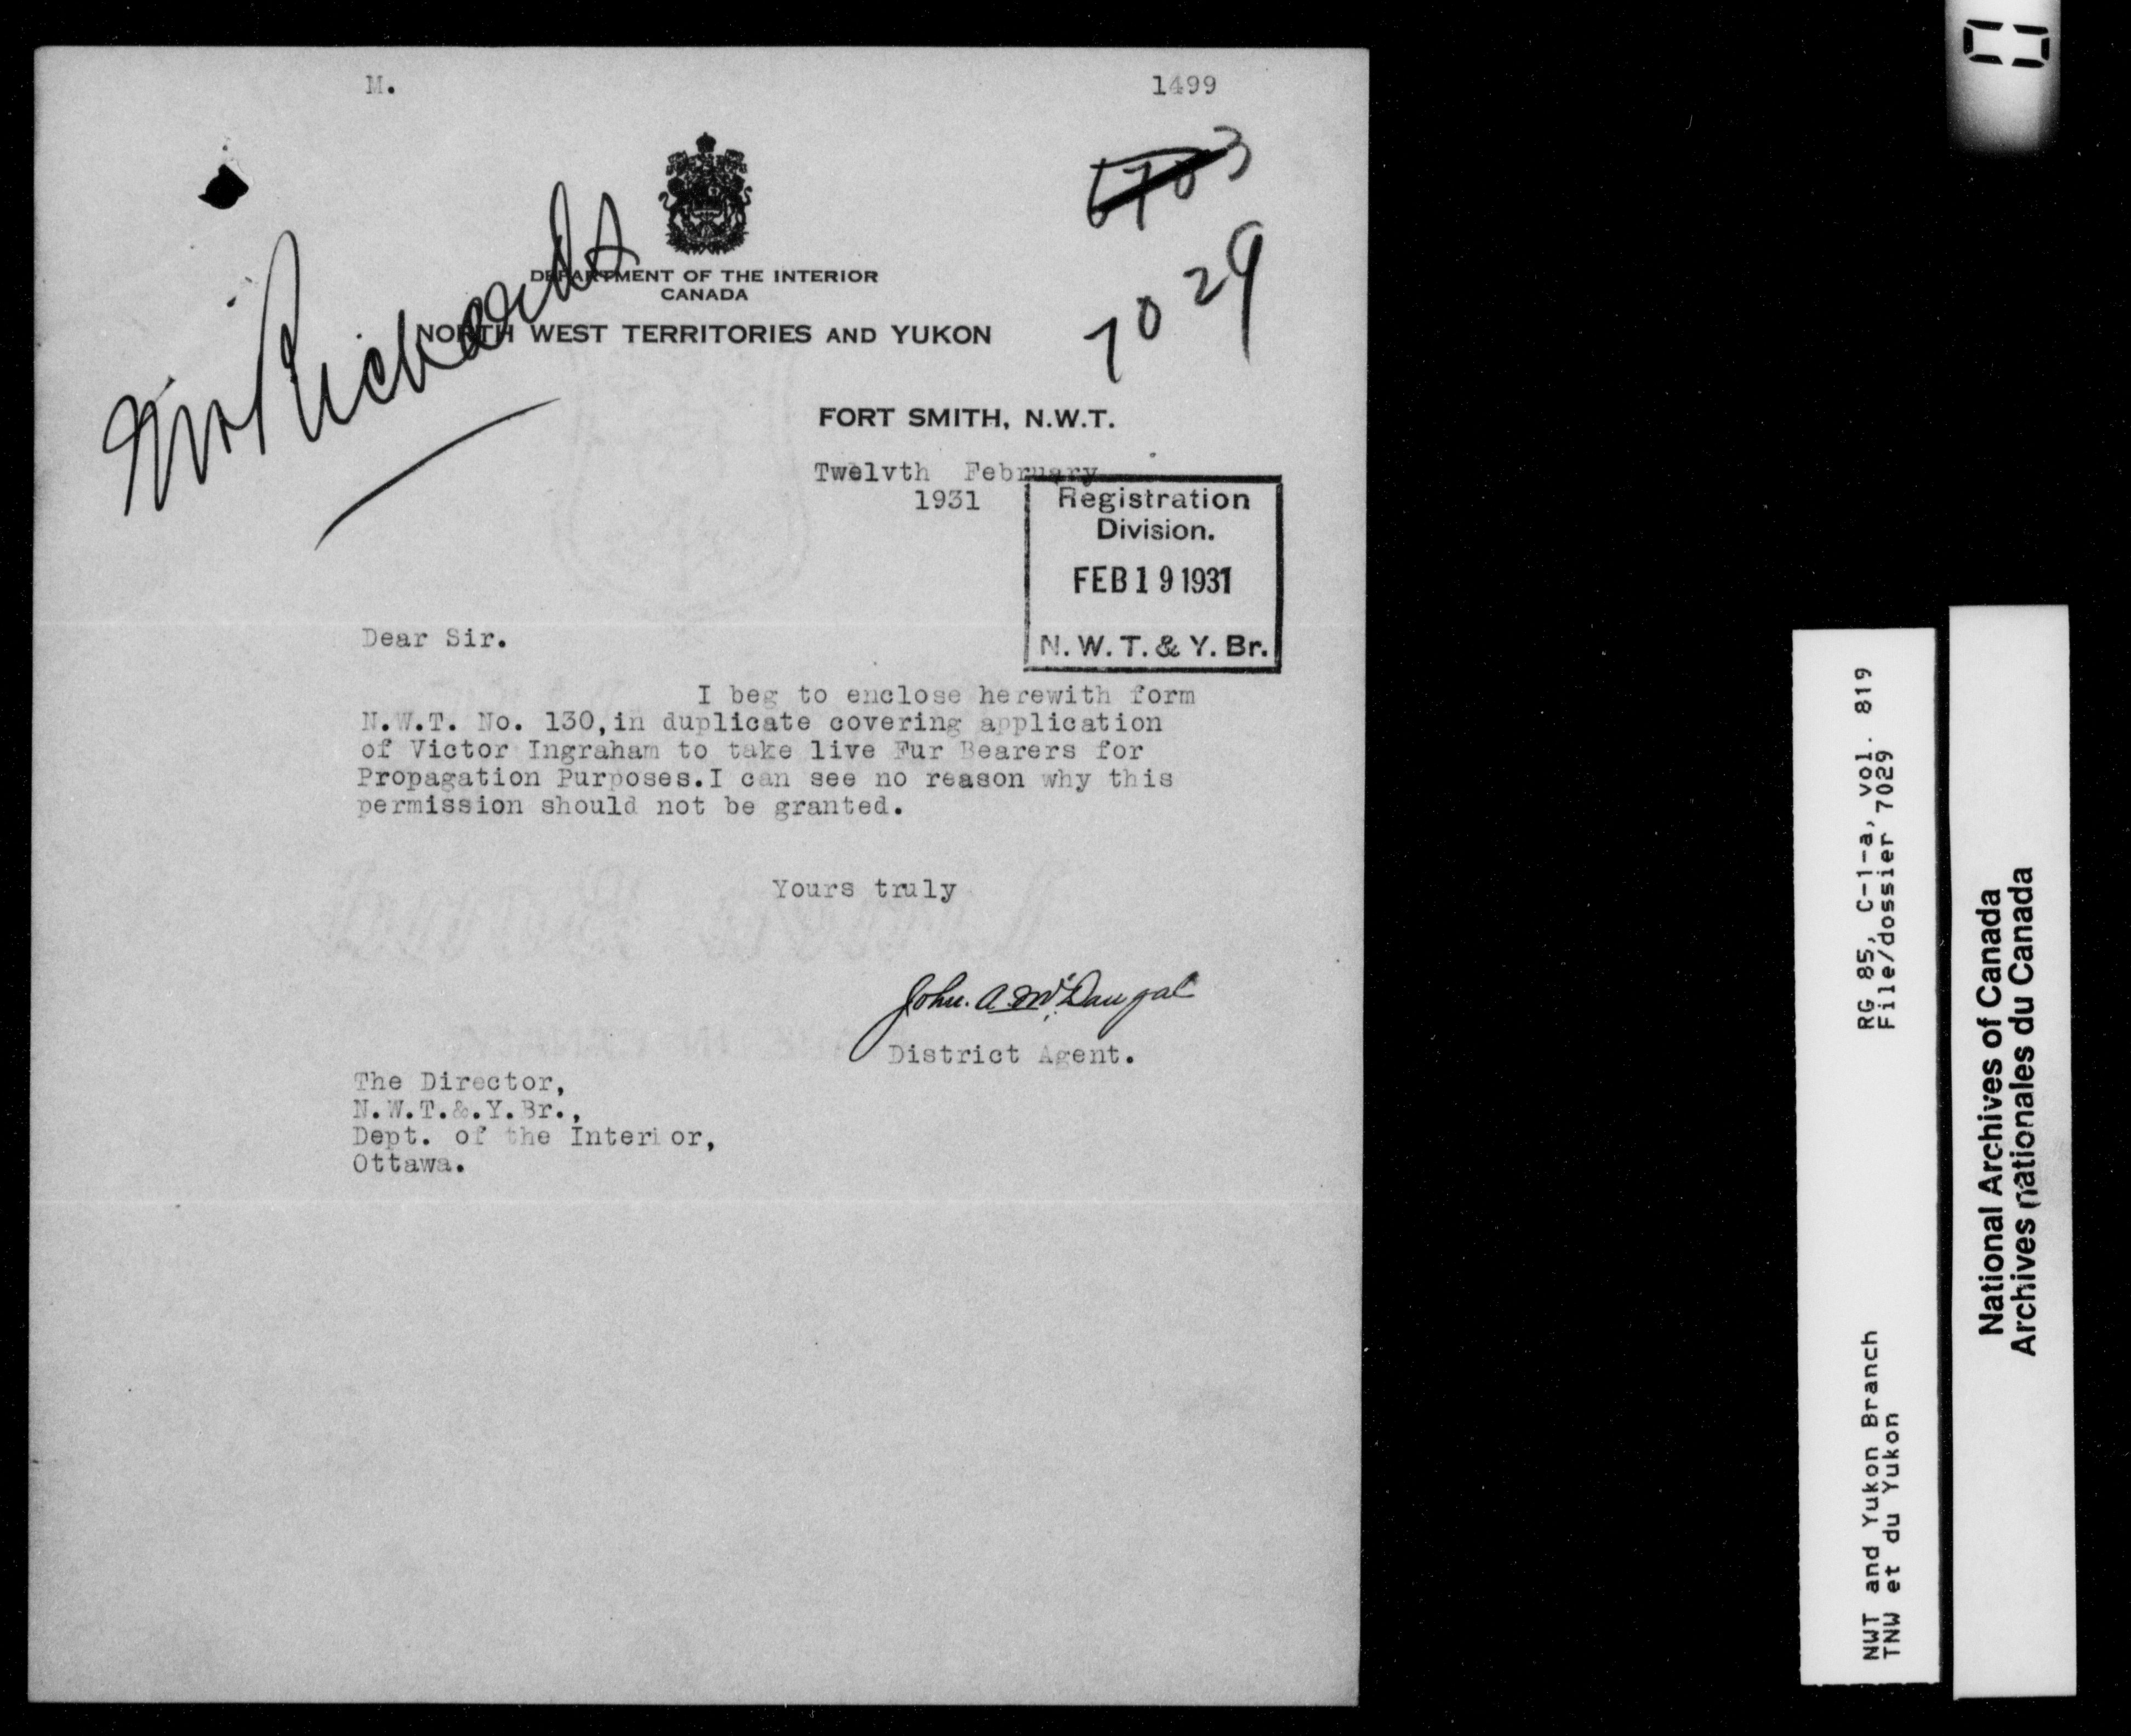 M. 1499
6703
7029
Mr Richards
DEPARTMENT OF THE INTERIOR
CANADA
NORTH WEST TERRITORIES AND YUKON
FORT SMITH, N.W.T.
Twelvth February
1931
Registration
Division.
FEB 19 1931
N. W. T. & Y. Br.
Dear Sir.
I beg to enclose herewith form
N.W.T. No. 130,in duplicate covering application
of Victor Ingraham to take live Fur Bearers for
Propagation Purposes.I can see no reason why this
permission should not be granted.
Yours truly
John. A. McDougal
District Agent.
The Director,
N.W.T.&.Y.Br.,
Dept. of the Interior,
Ottawa.
RG 85, C-1-a, vol. 819
File/dossier 7029
NWT and Yukon Branch
TNW et du Yukon
National Archives of Canada
Archives nationales du Canada